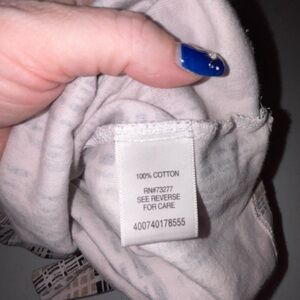 100% COTTON
RN#73277
SEE REVERSE
FOR CARE
400740178555